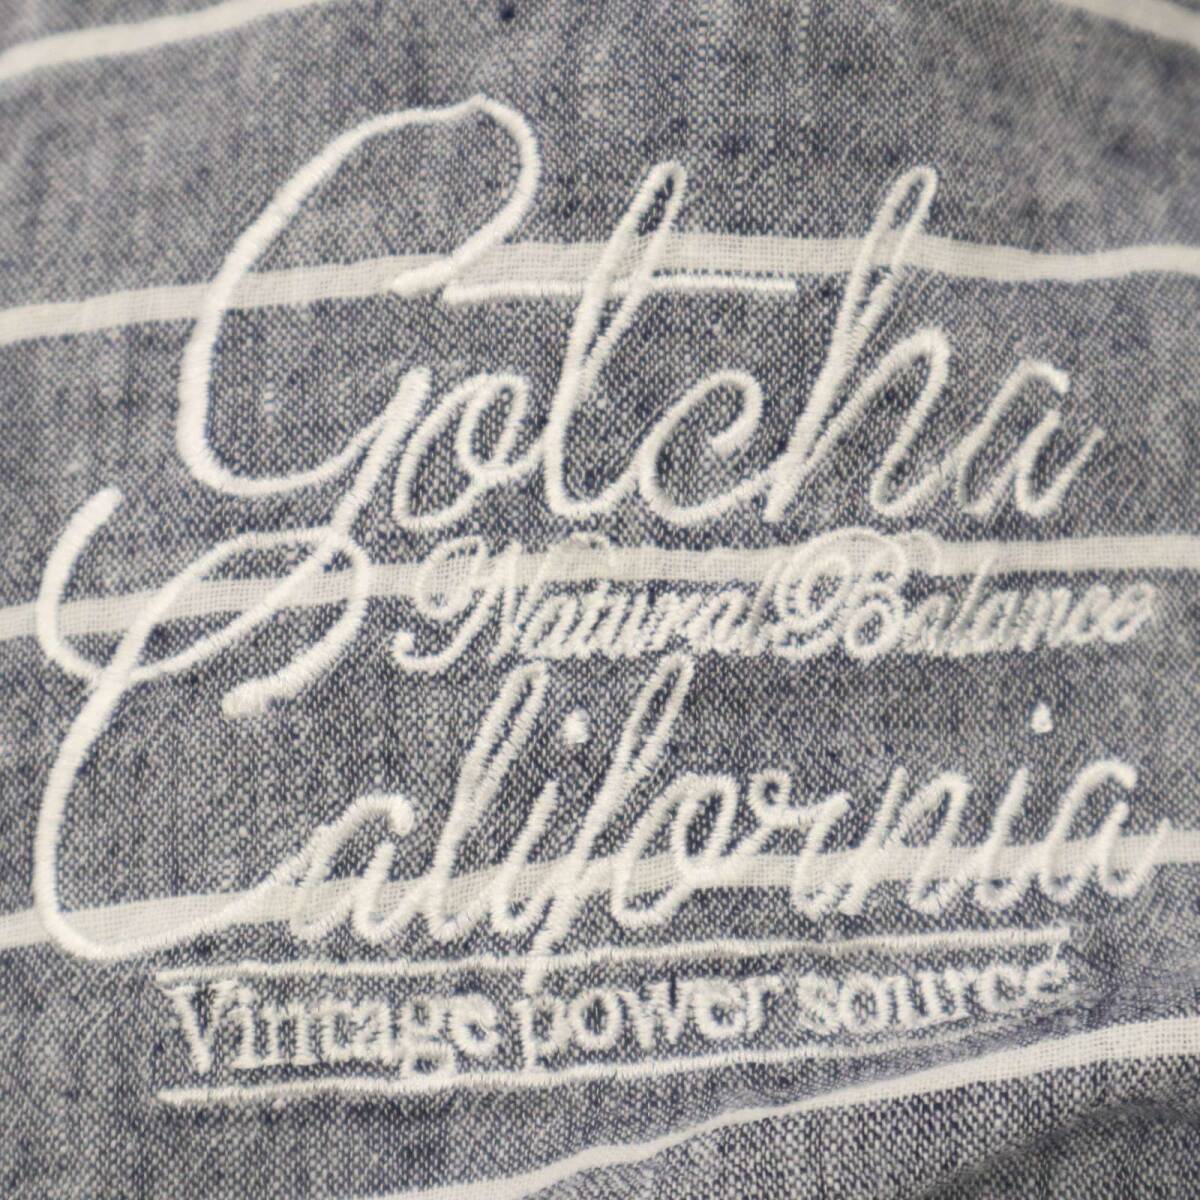 Gotcha
Natural Balance
California
Vintage power source